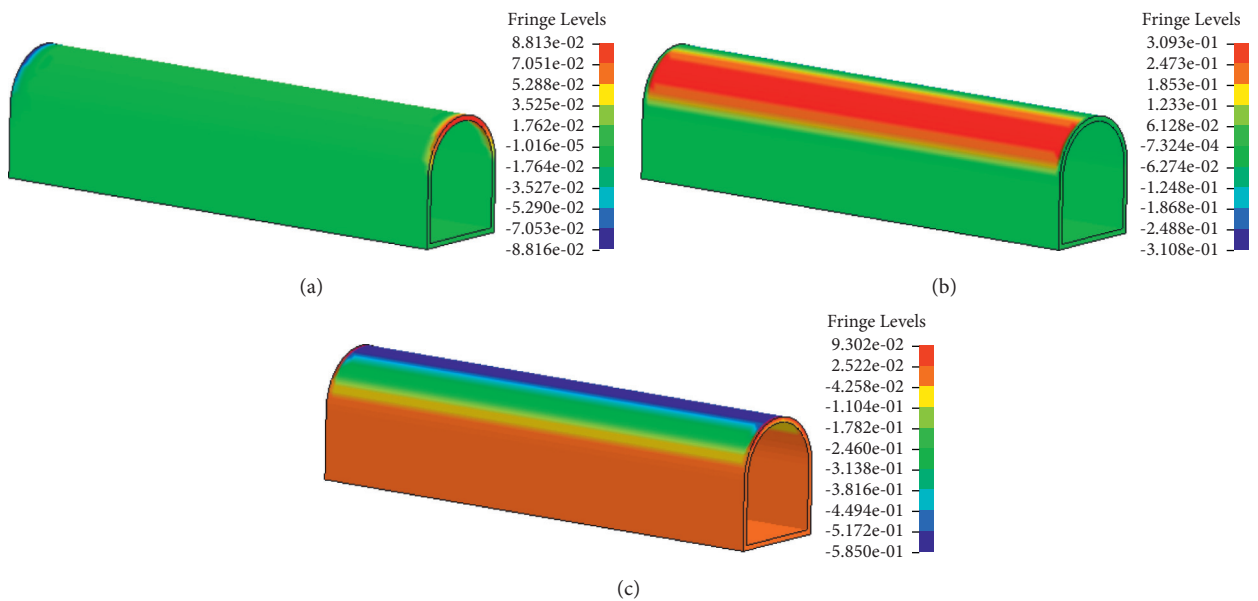 Fringe Levels
8.813e-02
7.051e-02
5.288e-02
3.525e-02
1.762e-02
-1.016e-05
-1.764e-02
-3.527e-02
-5.290e-02
-7.053e-02
-8.816e-02
(a)
Fringe Levels
3.093e-01
2.473e-01
1.853e-01
1.233e-01
6.128e-02
-6.274e-04
-6.274e-02
-1.248e-01
-1.868e-01
-2.488e-01
-3.108e-01
(b)
Fringe Levels
9.302e-02
2.522e-02
-4.258e-02
-1.104e-01
-1.782e-01
-2.460e-01
-3.138e-01
-3.816e-01
-4.494e-01
-5.172e-01
-5.850e-01
(c)